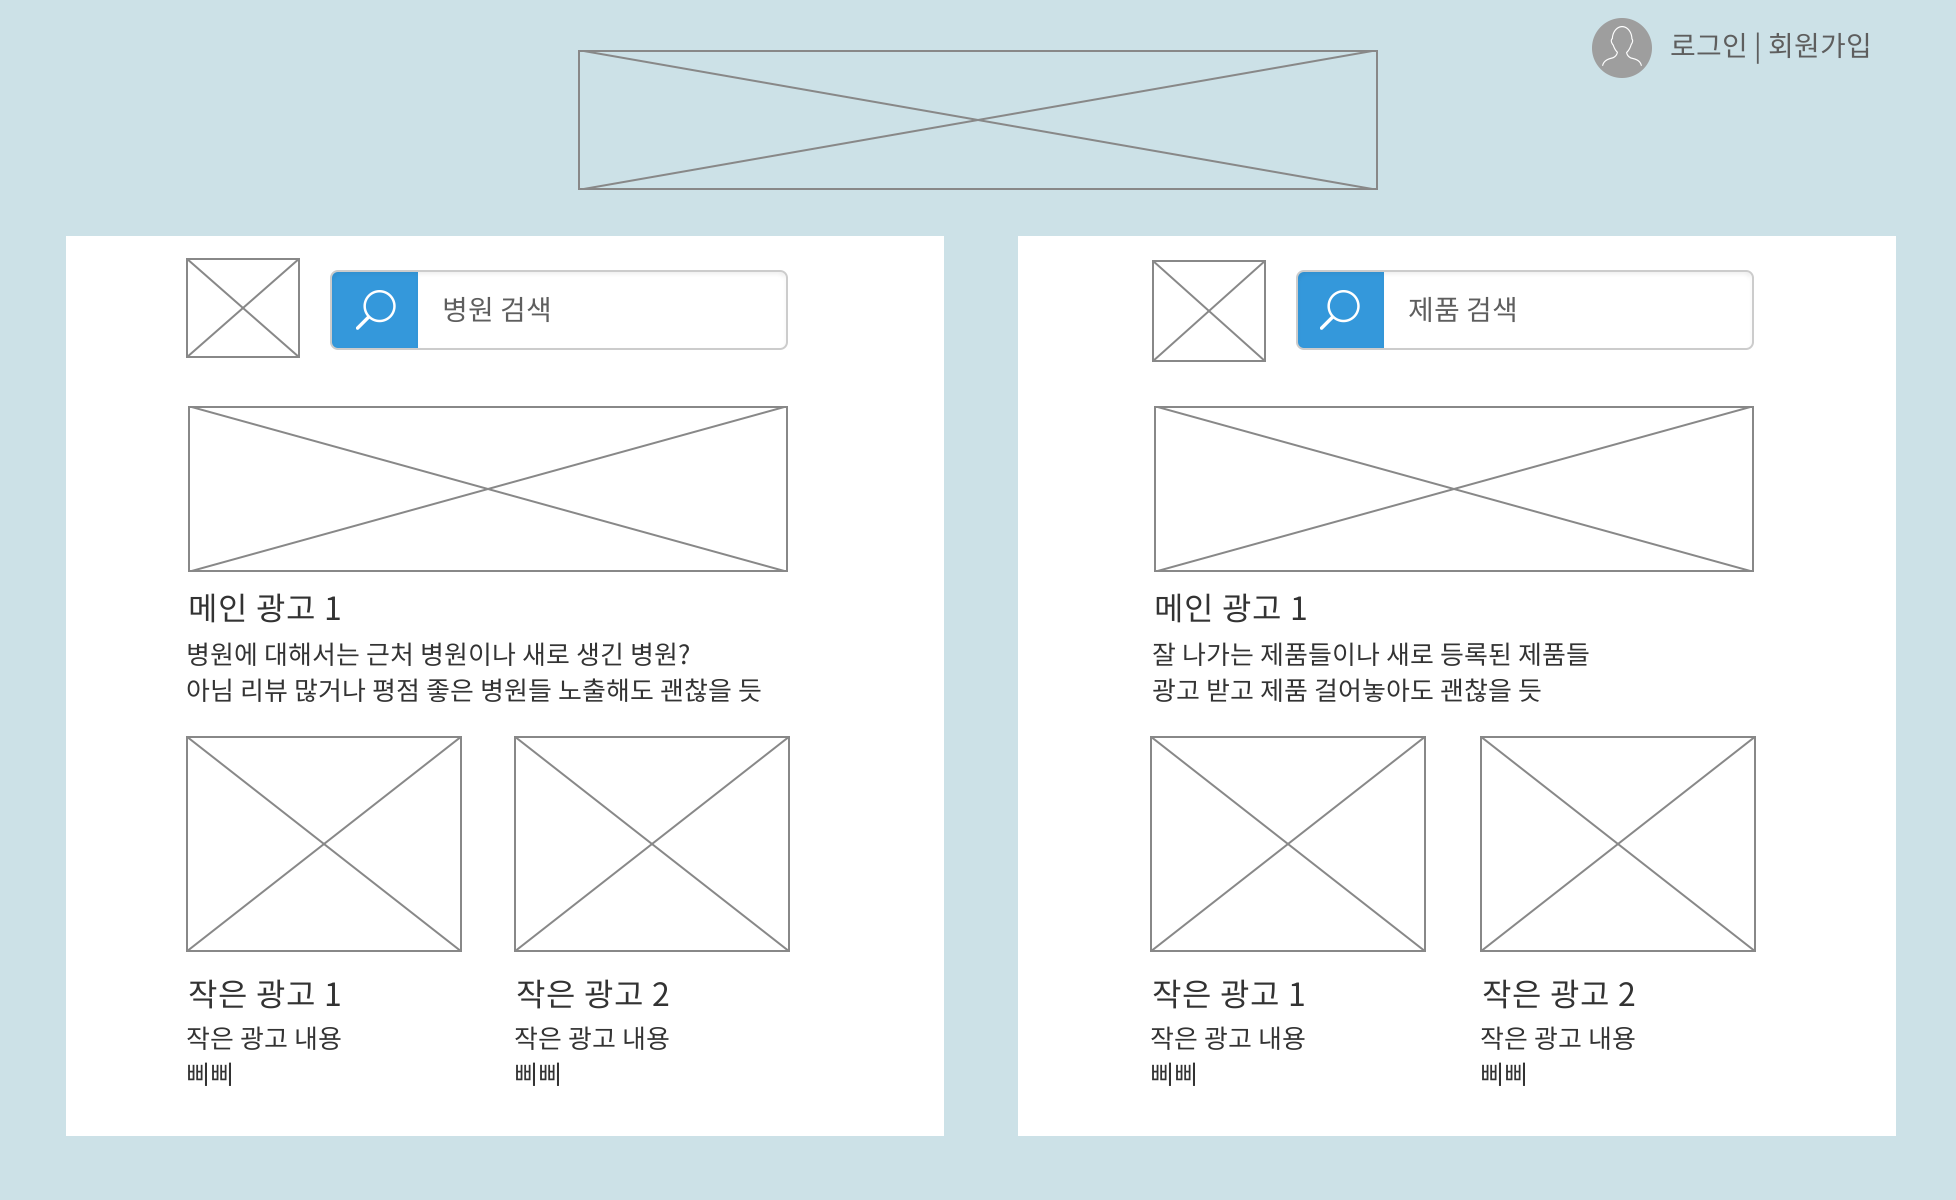 로그인 | 회원가입
병원 검색
메인 광고 1
병원에 대해서는 근처 병원이나 새로 생긴 병원?
아님 리뷰 많거나 평점 좋은 병원들 노출해도 괜찮을 듯
작은 광고 1
작은 광고 내용
삐삐
작은 광고 2
작은 광고 내용
삐삐
제품 검색
메인 광고 1
잘 나가는 제품들이나 새로 등록된 제품들
광고 받고 제품 걸어놓아도 괜찮을 듯
작은 광고 1
작은 광고 내용
삐삐
작은 광고 2
작은 광고 내용
삐삐